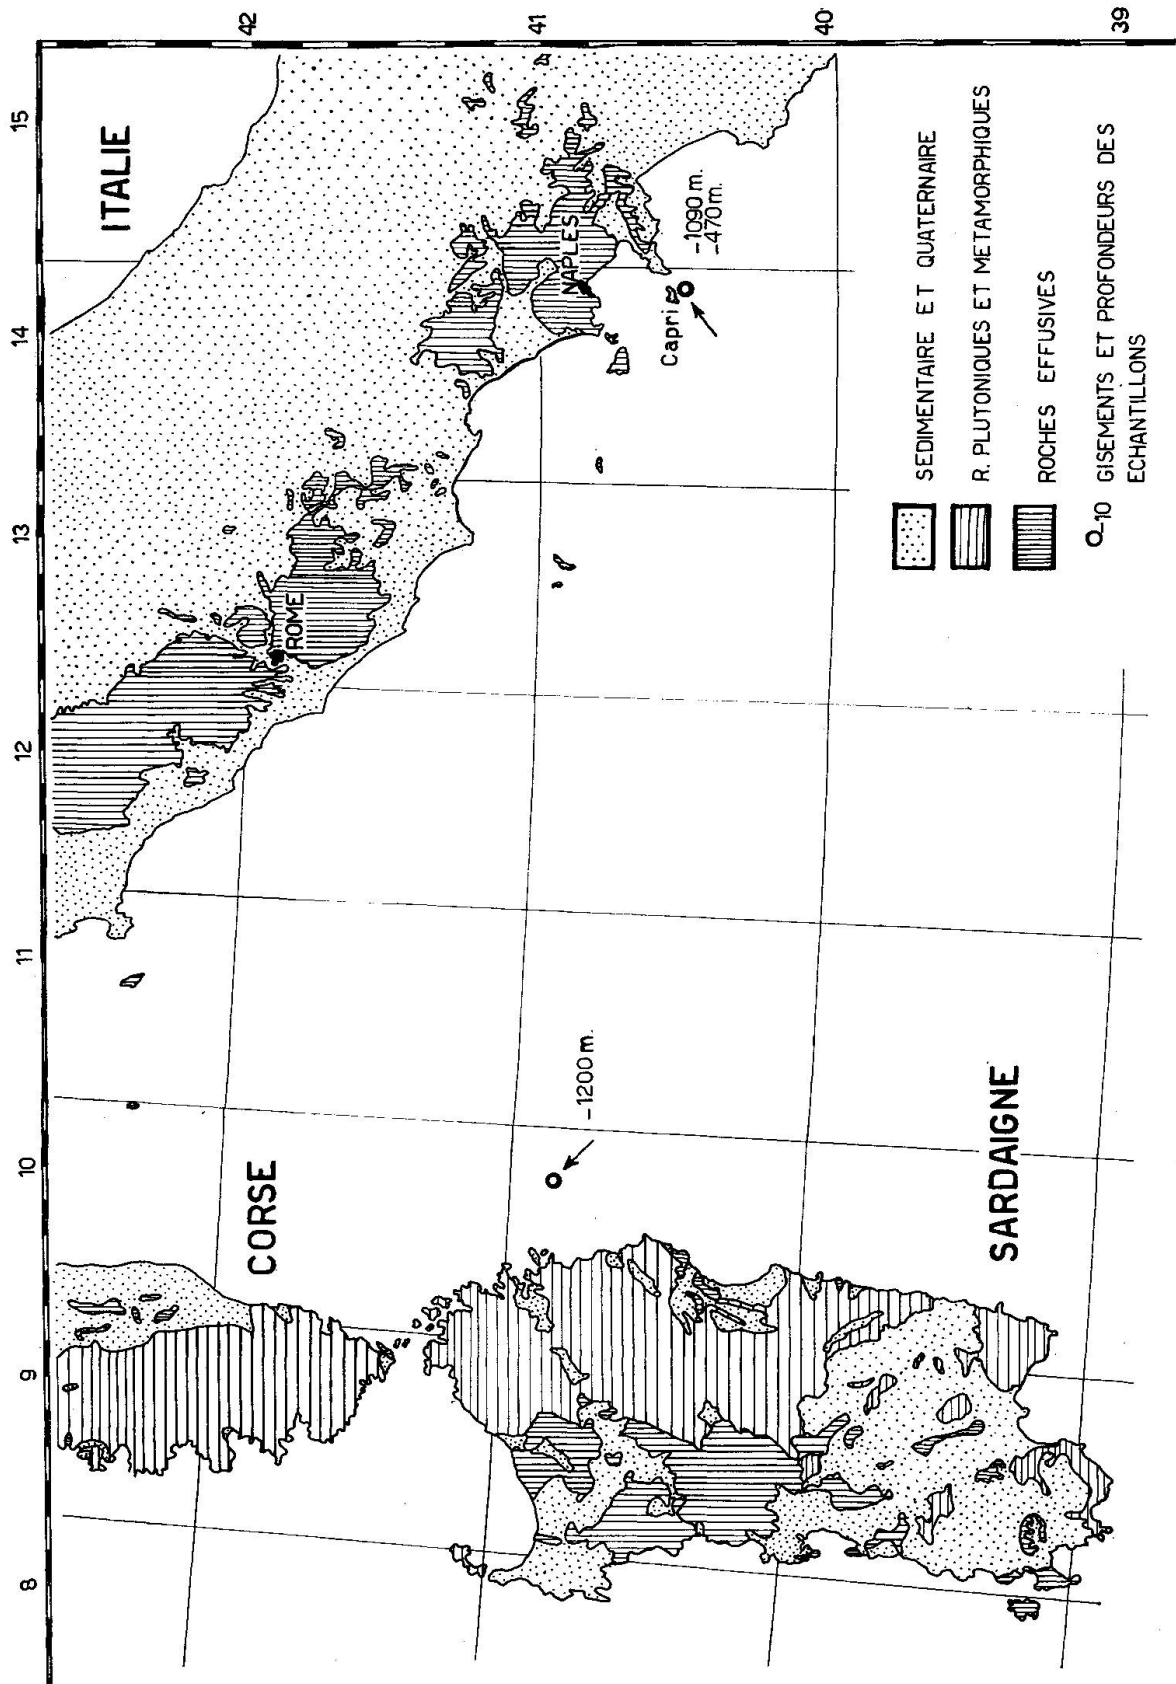 8
9
10
11
12
13
14
15
42
41
40
39
ITALIE
CORSE
SARDAIGNE
ROME
NAPLES
Capri
-1090 m.
-470 m.
-1200 m.
SEDIMENTAIRE ET QUATERNAIRE
R. PLUTONIQUES ET METAMORPHIQUES
ROCHES EFFUSIVES
-10 GISEMENTS ET PROFONDEURS DES
ECHANTILLONS